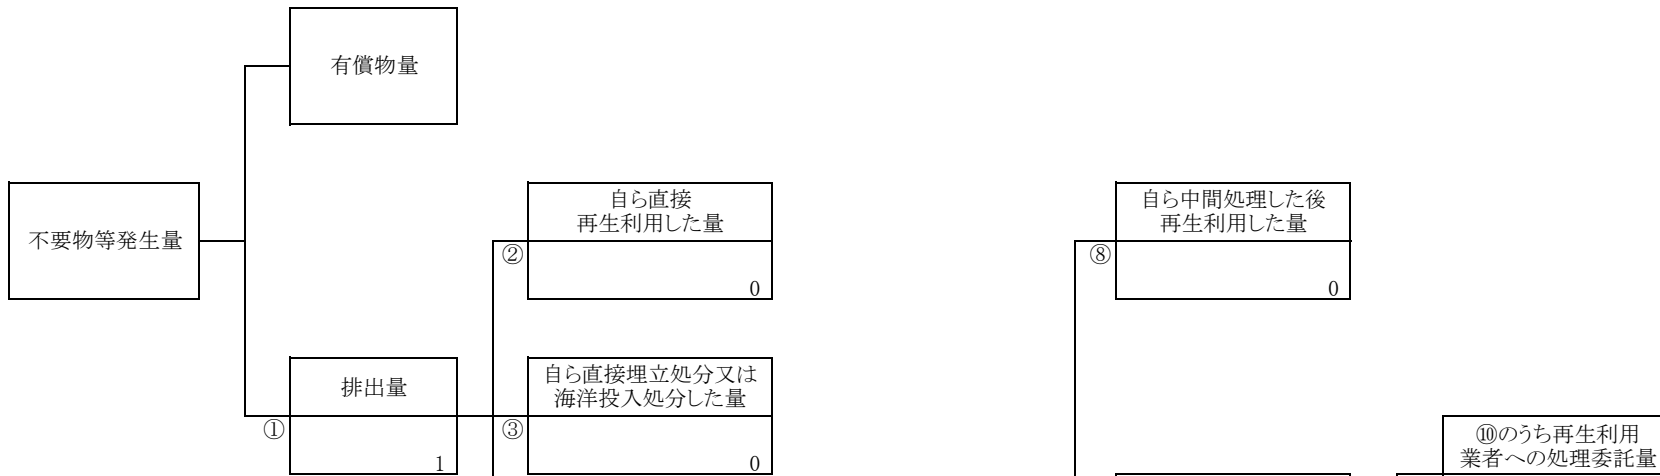 有償物量
不要物等発生量
自ら直接
再生利用した量
②
0
自ら中間処理した後
再生利用した量
⑧
0
排出量
①
1
自ら直接埋立処分又は
海洋投入処分した量
③
0
⑩のうち再生利用
業者への処理委託量